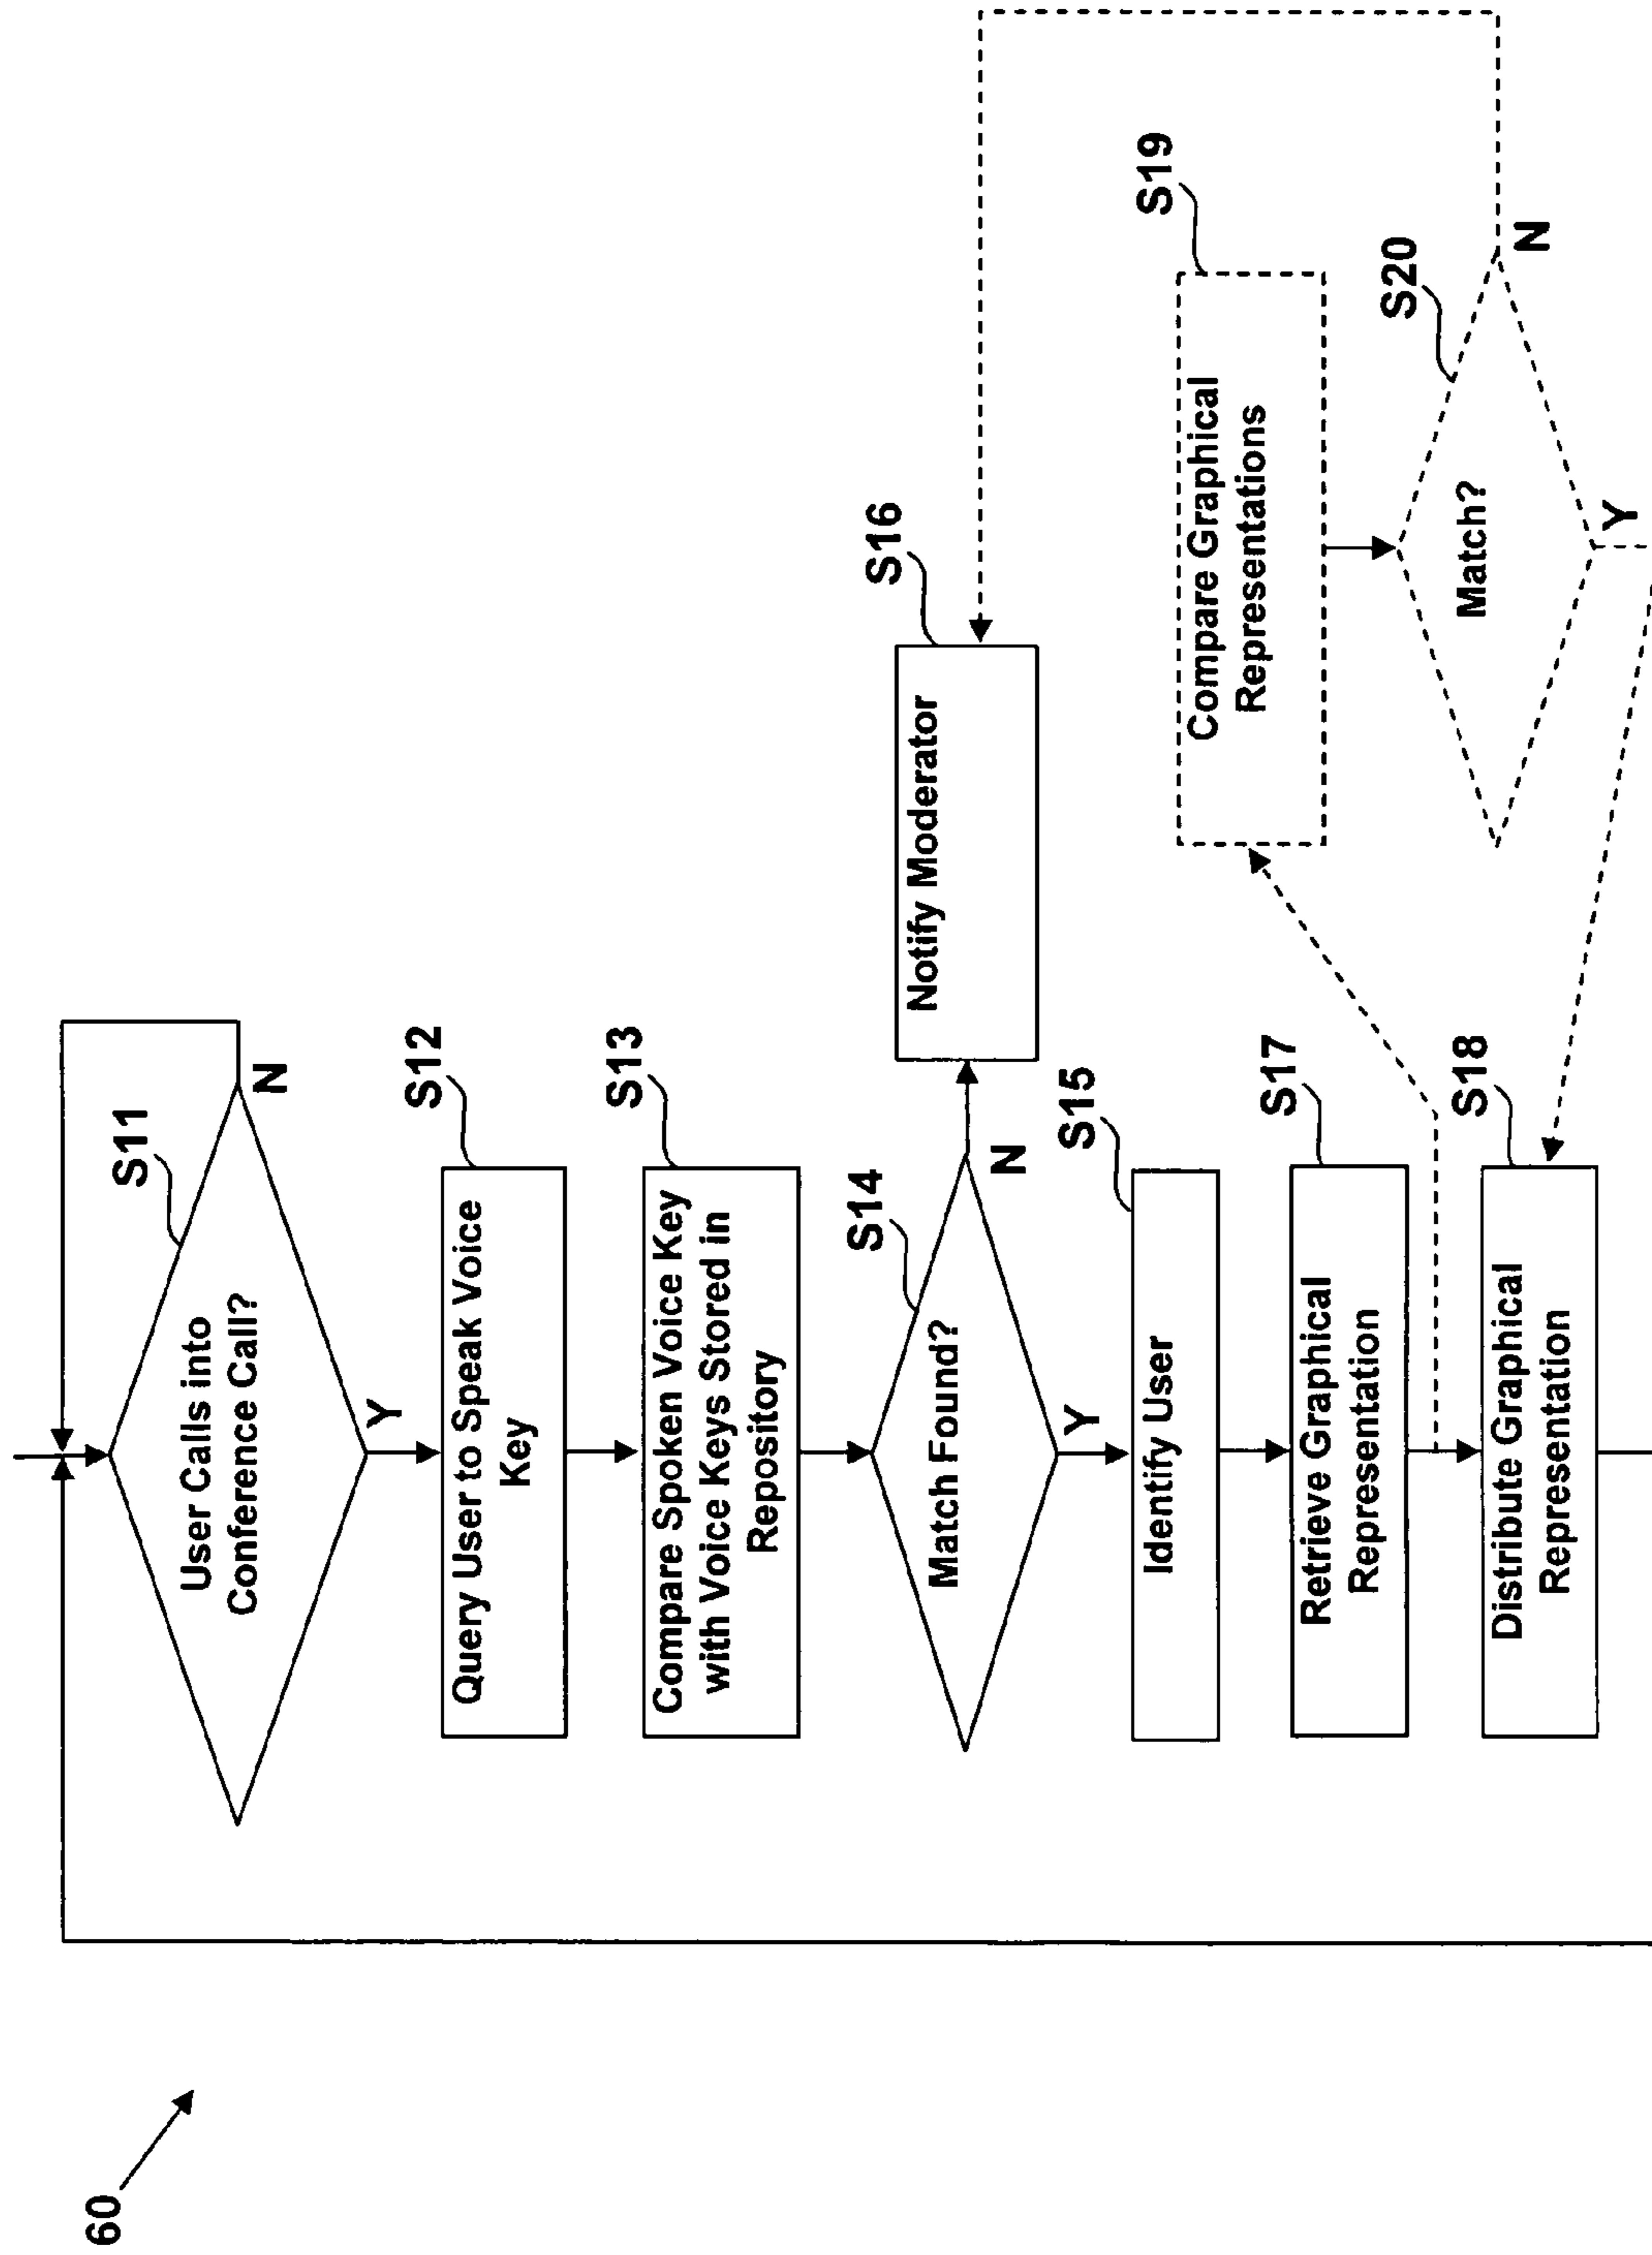 60
User Calls into
Conference Call?
S11
N
Y
Query User to Speak Voice
Key
S12
Compare Spoken Voice Key
with Voice Keys Stored in
Repository
S13
Match Found?
S14
N
Y
Notify Moderator
S16
Identify User
S15
Retrieve Graphical
Representation
S17
Distribute Graphical
Representation
S18
Compare Graphical
Representations
S19
Match?
S20
N
Y